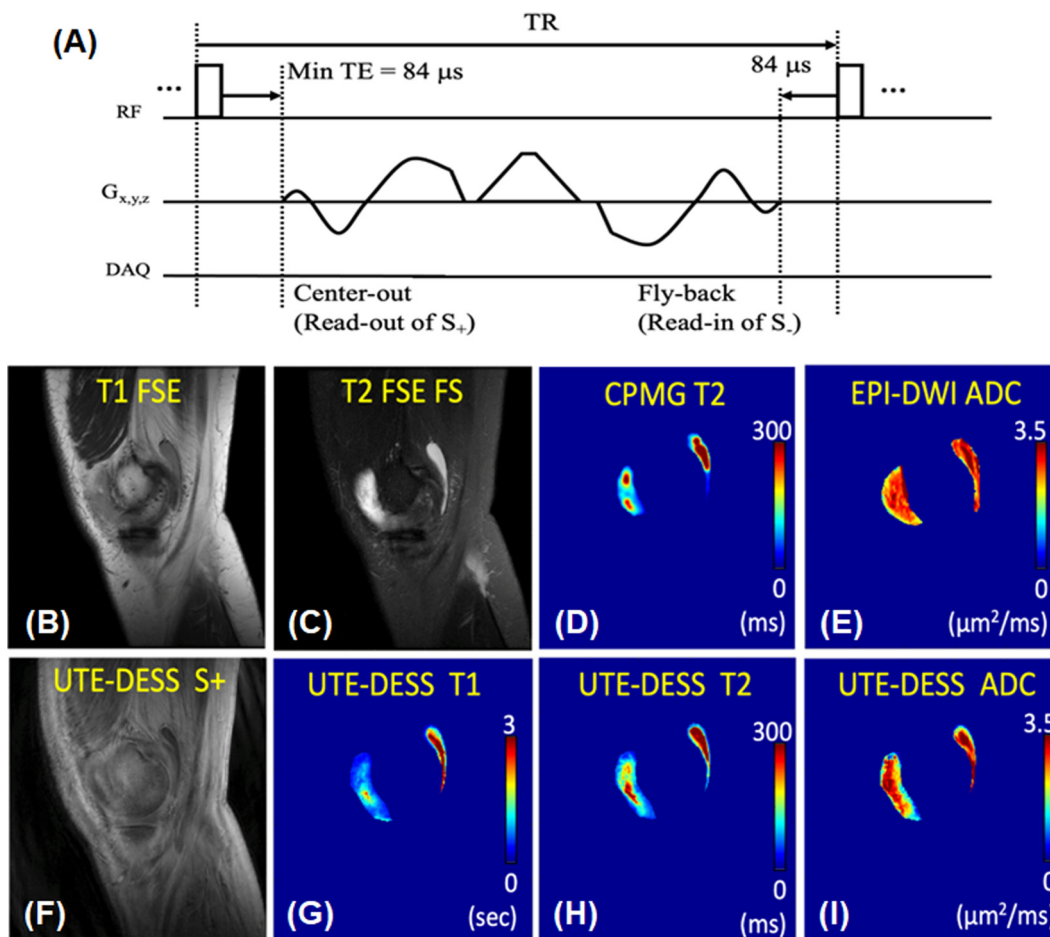 (A)
TR
Min TE = 84 μs
84 μs
...
...
RF
Gx,y,z
DAQ
Center-out
(Read-out of S+)
Fly-back
(Read-in of S-)
T1 FSE
(B)
T2 FSE FS
(C)
CPMG T2
300
0
(ms)
(D)
EPI-DWI ADC
3.5
0
(μm²/ms)
(E)
UTE-DESS S+
(F)
UTE-DESS T1
3
0
(sec)
(G)
UTE-DESS T2
300
0
(ms)
(H)
UTE-DESS ADC
3.5
0
(μm²/ms)
(I)